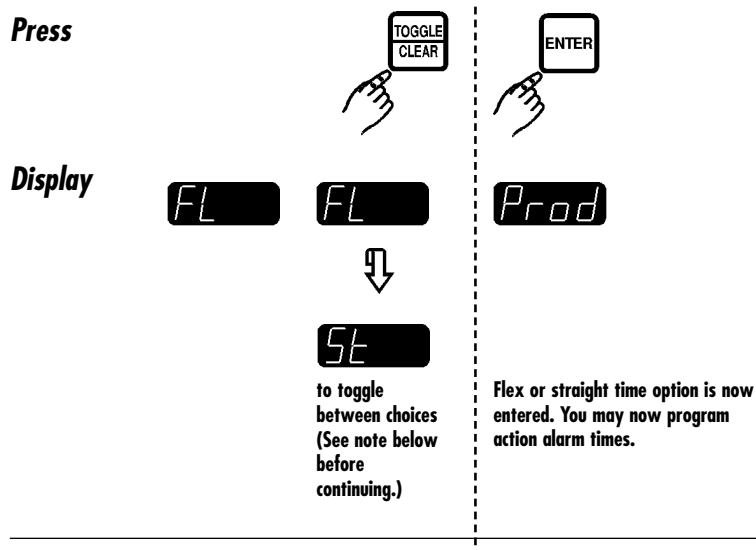 Press
TOGGLE
CLEAR
ENTER
Display
FL
FL
Prod
St
to toggle
between choices
(See note below
before
continuing.)
Flex or straight time option is now
entered. You may now program
action alarm times.